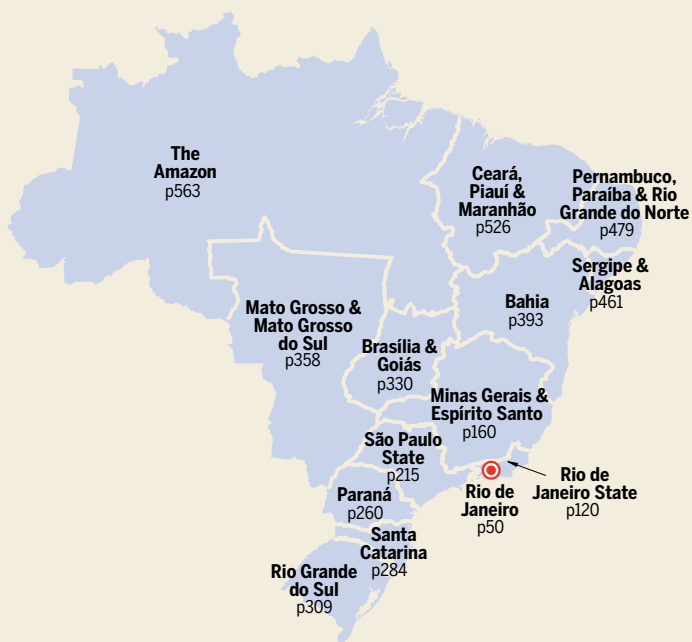 The
Amazon
p563
Ceará,
Piauí &
Maranhão
p526
Pernambuco,
Paraíba & Rio
Grande do Norte
p479
Sergipe &
Alagoas
p461
Bahia
p393
Mato Grosso &
Mato Grosso
do Sul
p358
Brasília &
Goiás
p330
Minas Gerais &
Espírito Santo
p160
São Paulo
State
p215
Rio de
Janeiro State
p120
Rio de
Janeiro
p50
Paraná
p260
Santa
Catarina
p284
Rio Grande
do Sul
p309